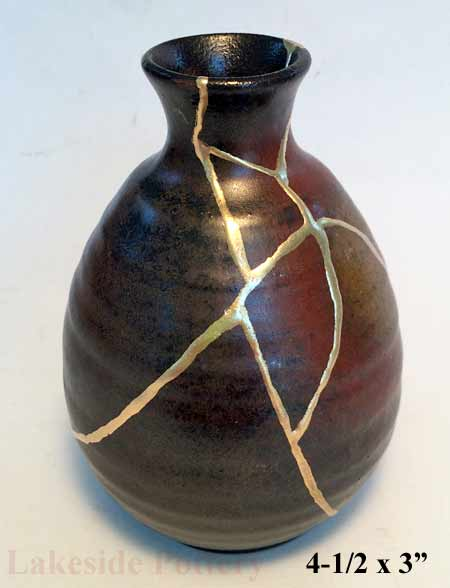 Lakeside Pottery 4-1/2 x 3”